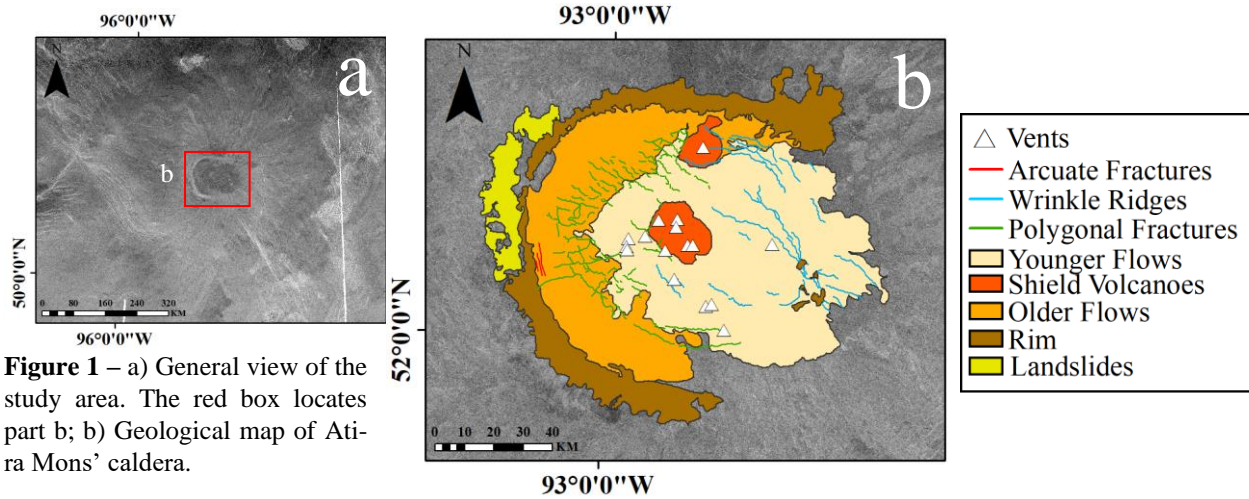 96°0'0"W
N
a
b
50°0'0"N
0 80 160 240 320
KM
96°0'0"W
Figure 1 – a) General view of the
study area. The red box locates
part b; b) Geological map of Ati-
ra Mons' caldera.
93°0'0"W
N
b
52°0'0"N
0 10 20 30 40
KM
93°0'0"W
Vents
Arcuate Fractures
Wrinkle Ridges
Polygonal Fractures
Younger Flows
Shield Volcanoes
Older Flows
Rim
Landslides